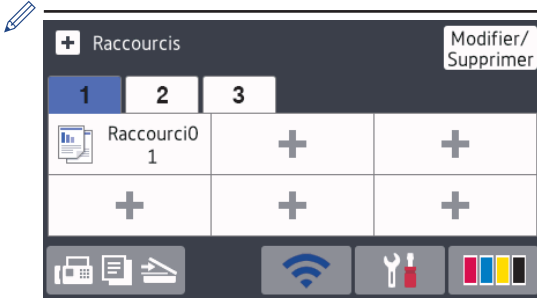 Raccourcis
Modifier/
Supprimer
1 2 3
Raccourci0
1